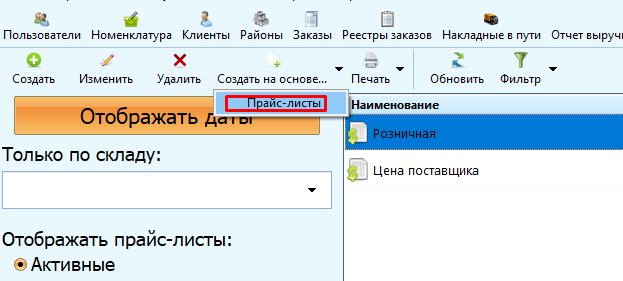 Пользователи Номенклатура Клиенты Районы Заказы Реестры заказов Накладные в пути Отчет выруч
Создать Изменить Удалить Создать на основе... Печать Обновить Фильтр
Прайс-листы
Отображать даты
Наименование
Розничная
Цена поставщика
Только по складу:
Отображать прайс-листы:
Активные